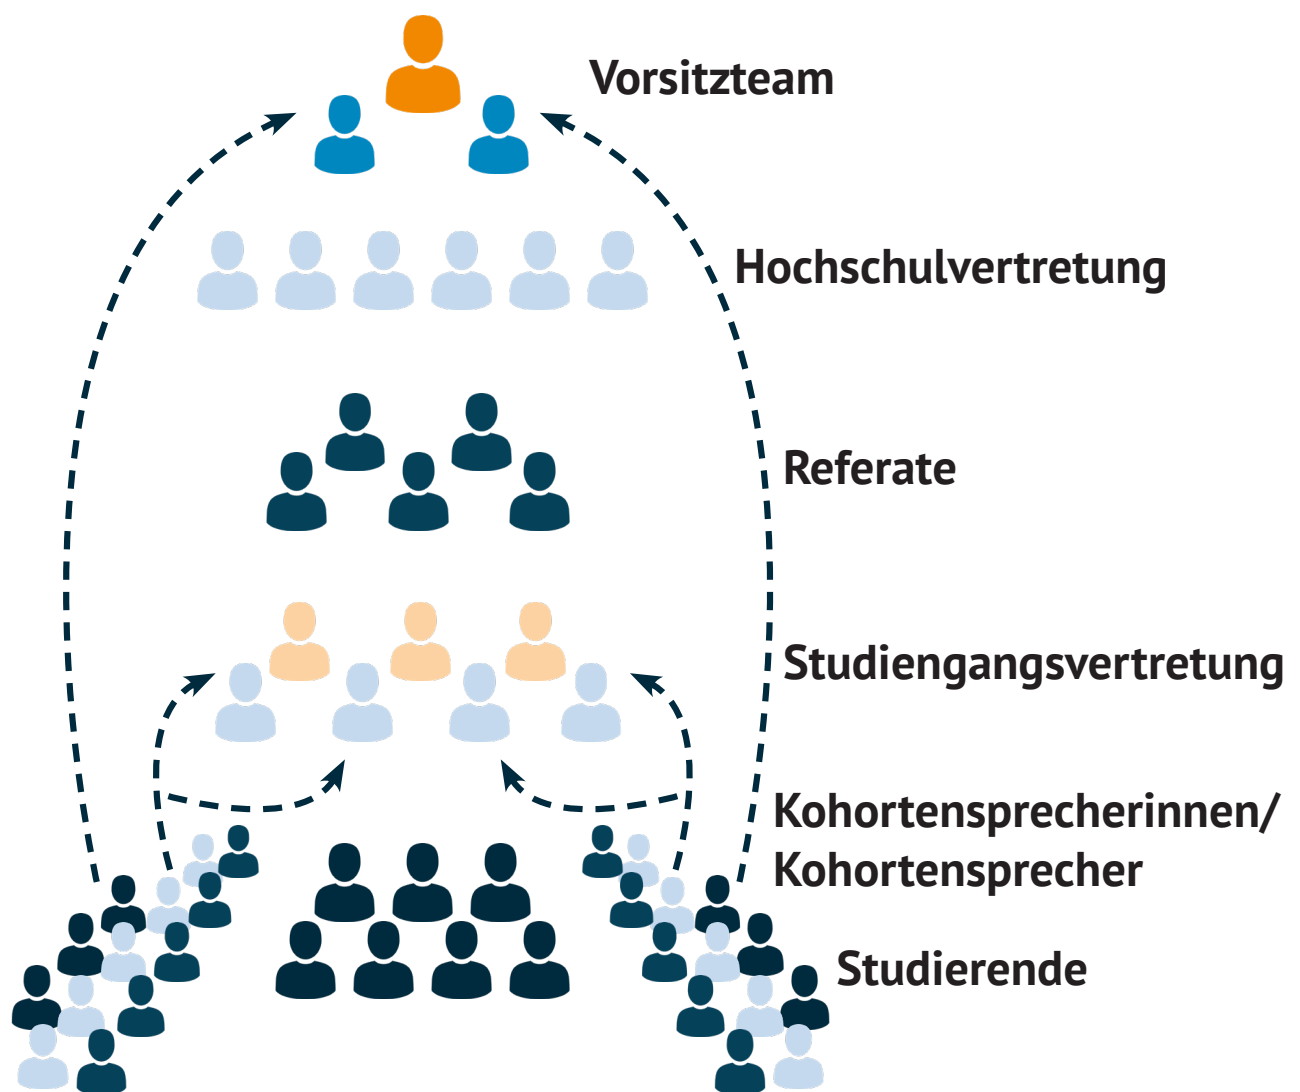 Vorsitzteam
Hochschulvertretung
Referate
Studiengangsvertretung
Kohortensprecherinnen/
Kohortensprecher
Studierende